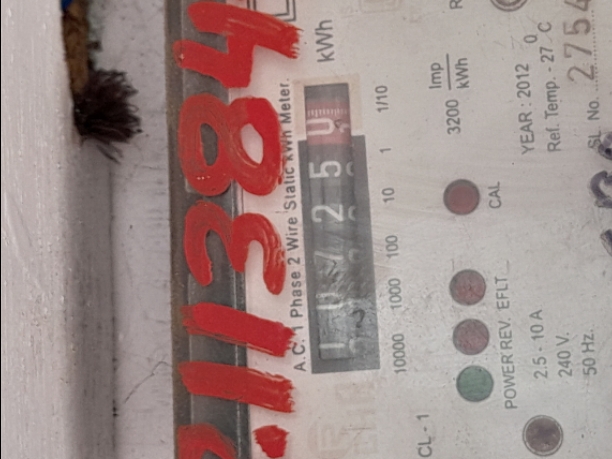 .11384
kWh
A.C. 1 Phase 2 Wire Static kWh Meter.
10000 1000 100 10 1 1/10
CL - 1
3200 Imp/kWh
CAL
POWER REV. EFLT
2.5 - 10 A
240 V.
50 Hz.
YEAR : 2012
Ref. Temp. - 27 0 C
SL No. 2754